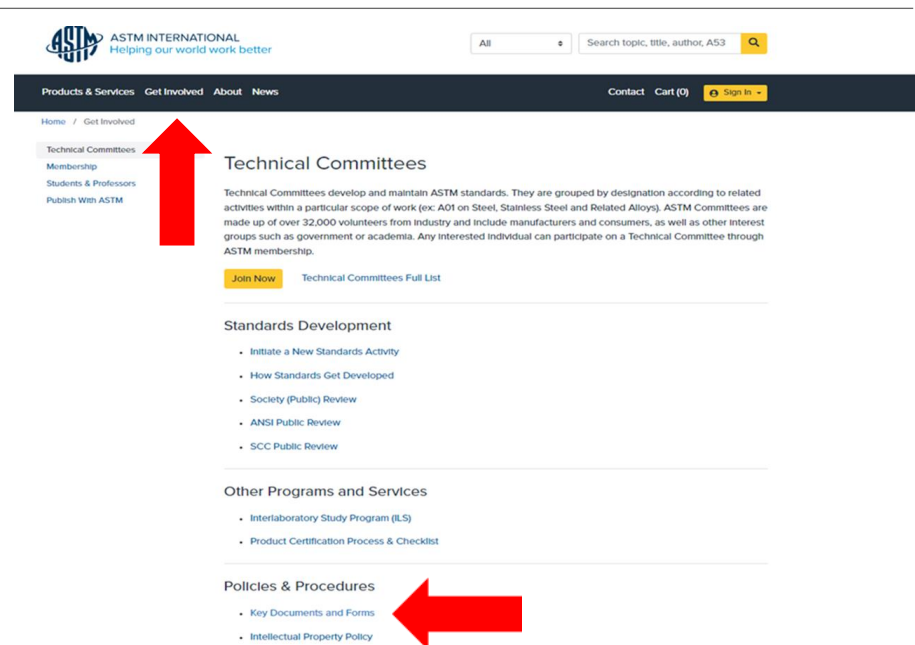 ASTM
ASTM INTERNATIONAL
Helping our world work better
All
Search topic, title, author, A53
Products & Services Get Involved About News
Contact Cart (0) Sign In
Home / Get Involved
Technical Committees
Membership
Students & Professors
Publish With ASTM
Technical Committees
Technical Committees develop and maintain ASTM standards. They are grouped by designation according to related
activities within a particular scope of work (ex: A01 on Steel, Stainless Steel and Related Alloys). ASTM Committees are
made up of over 32,000 volunteers from industry and include manufacturers and consumers, as well as other interest
groups such as government or academia. Any interested individual can participate on a Technical Committee through
ASTM membership.
Join Now Technical Committees Full List
Standards Development
• Initiate a New Standards Activity
• How Standards Get Developed
• Society (Public) Review
• ANSI Public Review
• SCC Public Review
Other Programs and Services
• Interlaboratory Study Program (ILS)
• Product Certification Process & Checklist
Policies & Procedures
• Key Documents and Forms
• Intellectual Property Policy